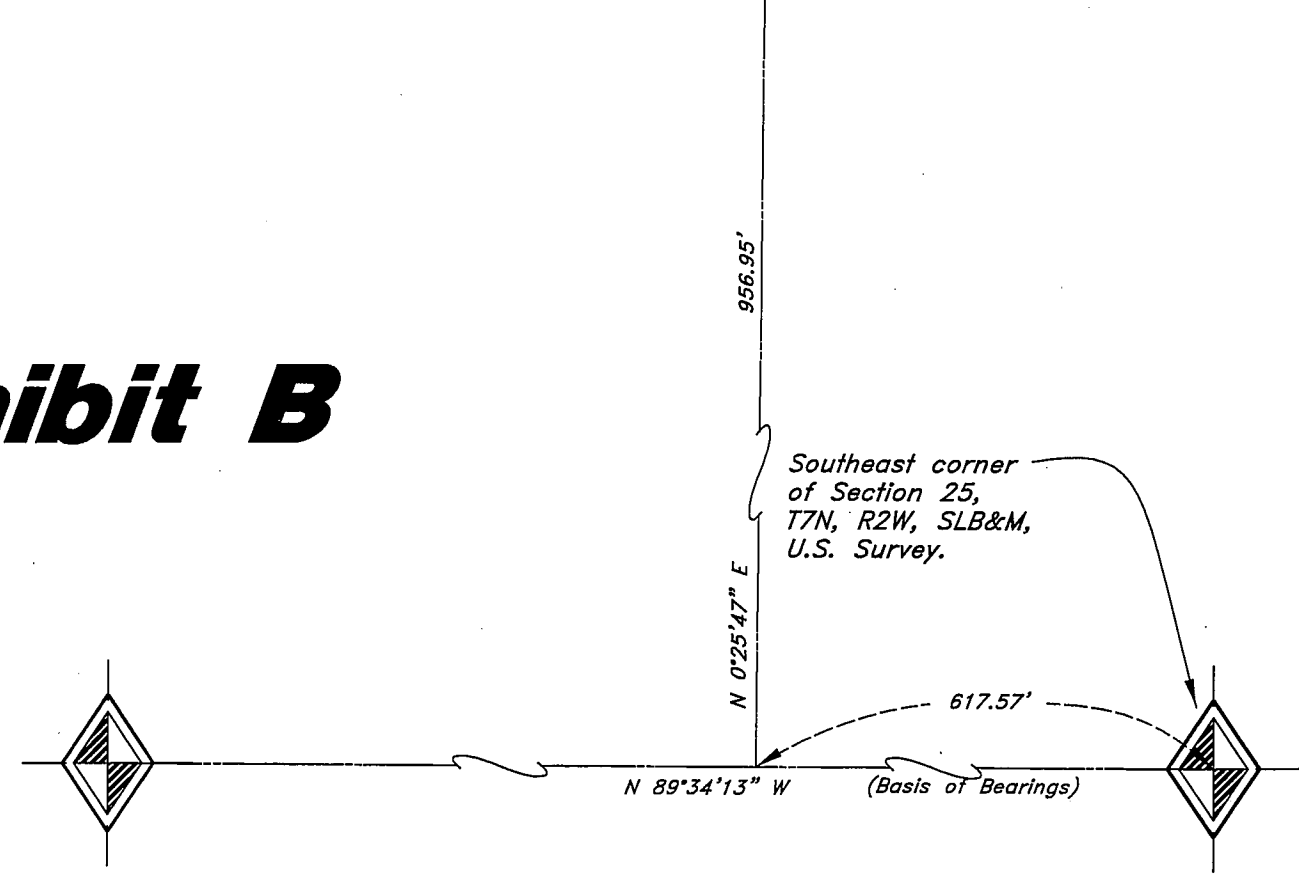 956.95'
ibit B
Southeast corner
of Section 25,
T7N, R2W, SLB&M,
U.S. Survey.
N 0°25'47" E
617.57'
N 89°34'13" W (Basis of Bearings)